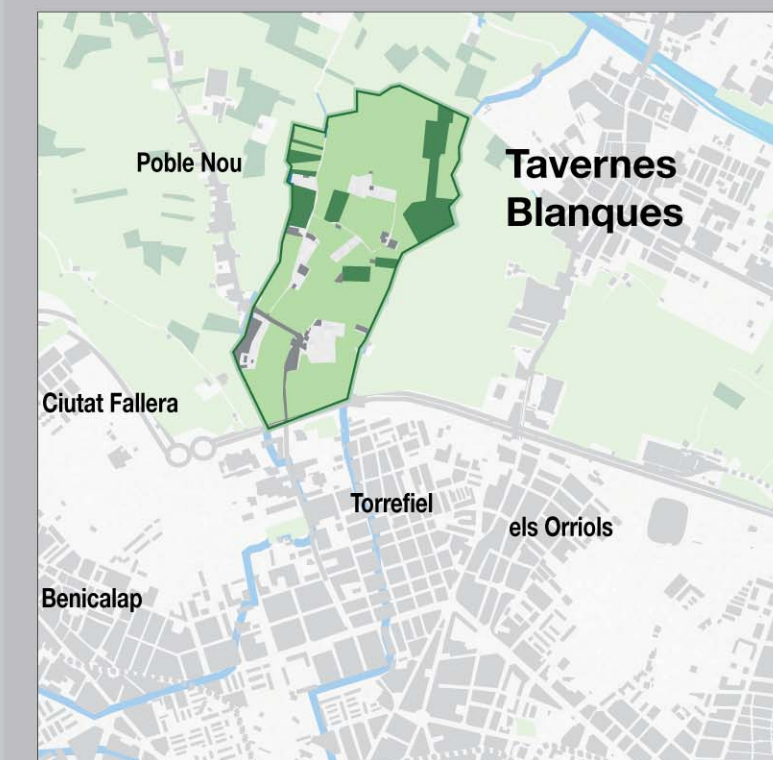 Poble Nou
Tavernes
Blanques
Ciutat Fallera
Torrefiel
els Orriols
Benicalap